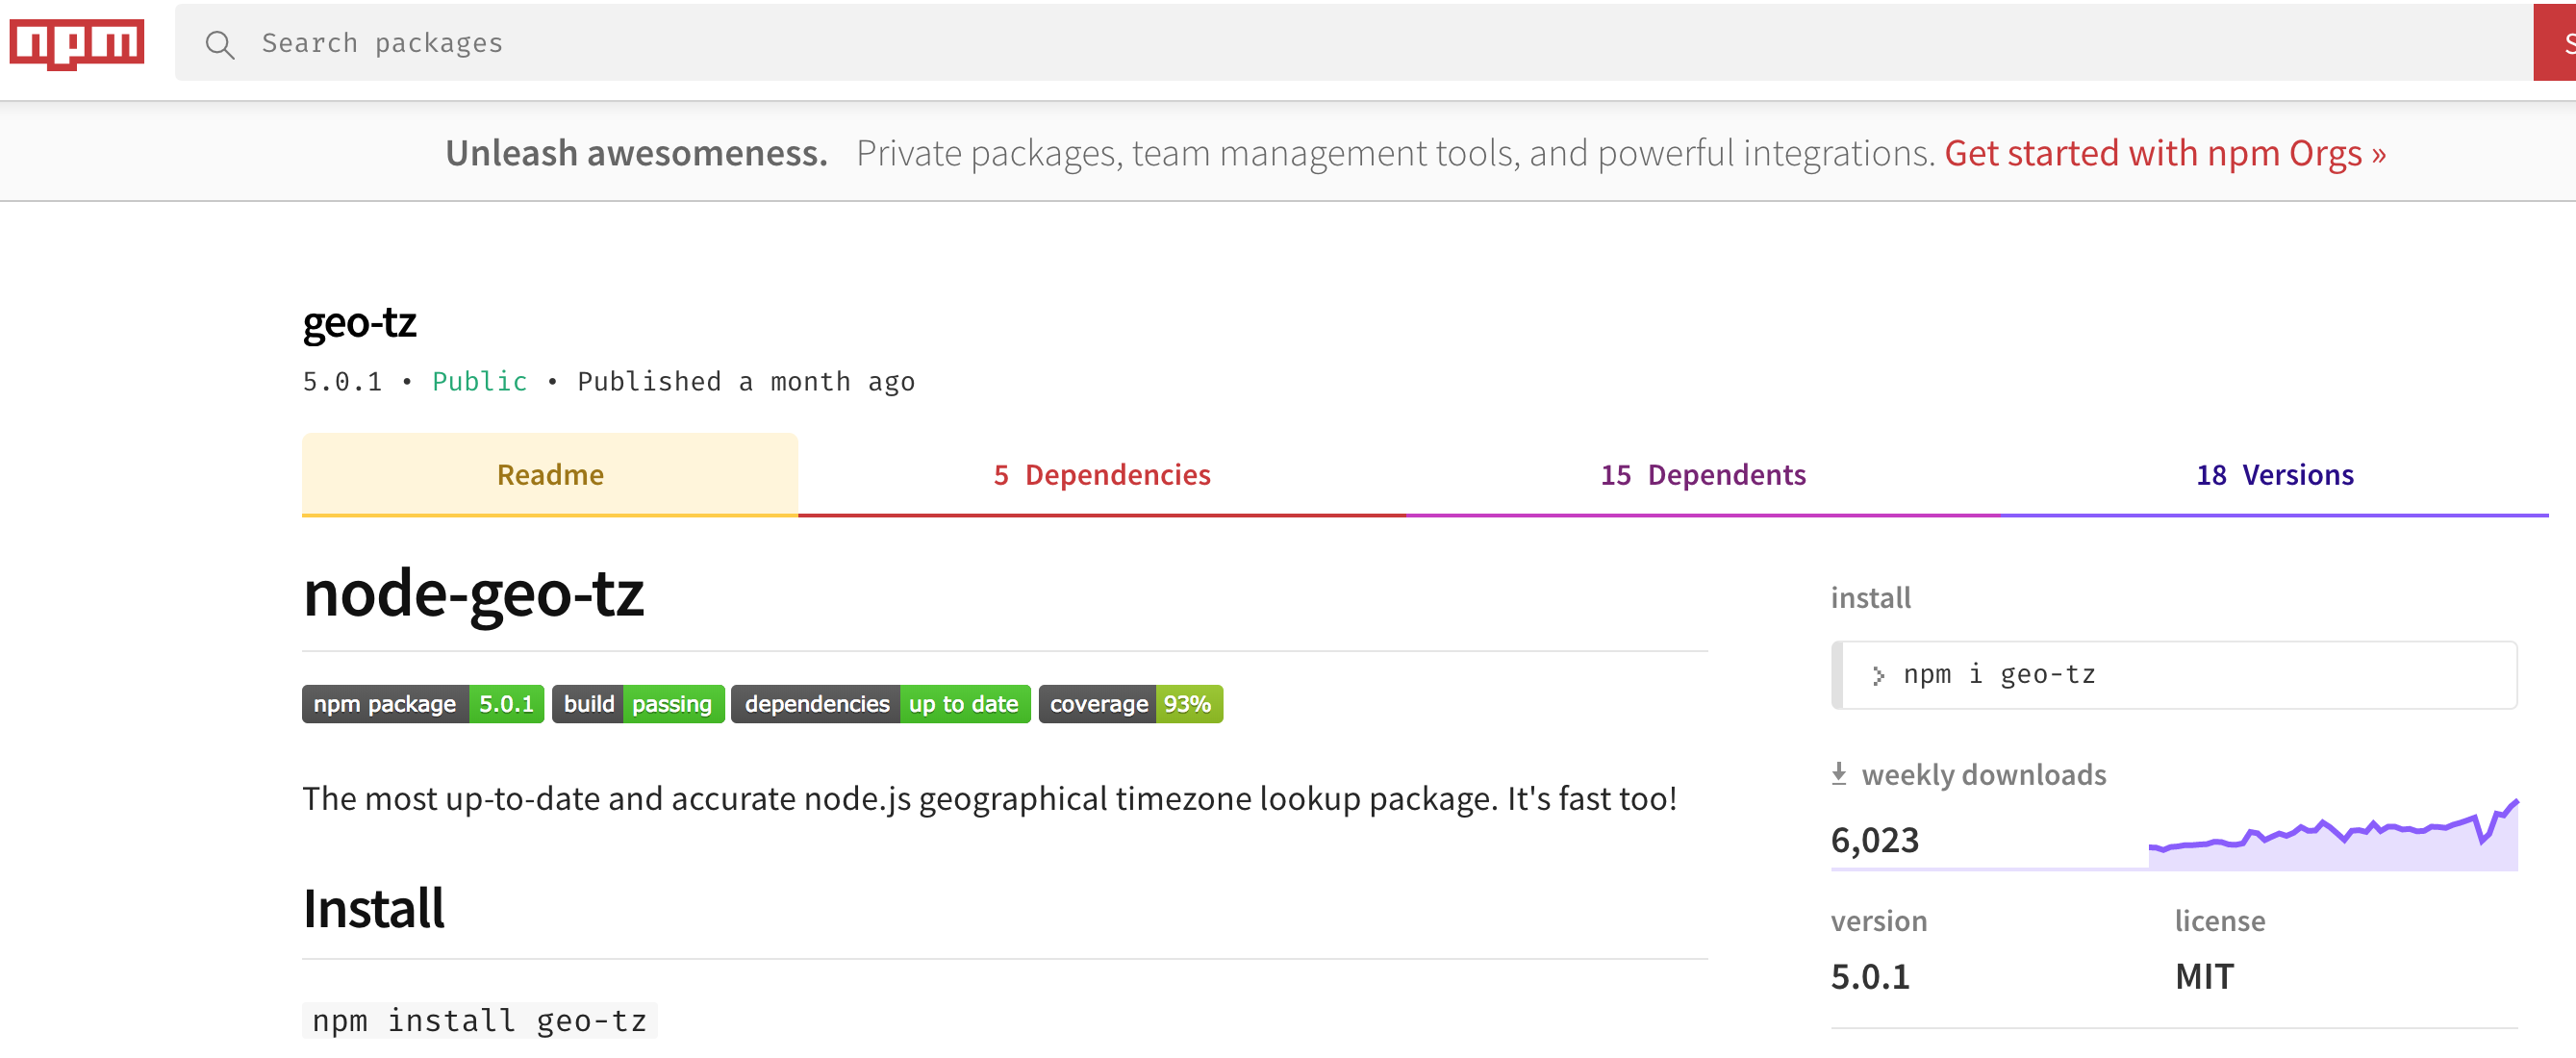 npm
Search packages
S
Unleash awesomeness. Private packages, team management tools, and powerful integrations. Get started with npm Orgs »
geo-tz
5.0.1 • Public • Published a month ago
Readme
5 Dependencies
15 Dependents
18 Versions
node-geo-tz
npm package 5.0.1 build passing dependencies up to date coverage 93%
The most up-to-date and accurate node.js geographical timezone lookup package. It's fast too!
Install
npm install geo-tz
install
npm i geo-tz
weekly downloads
6,023
version
5.0.1
license
MIT